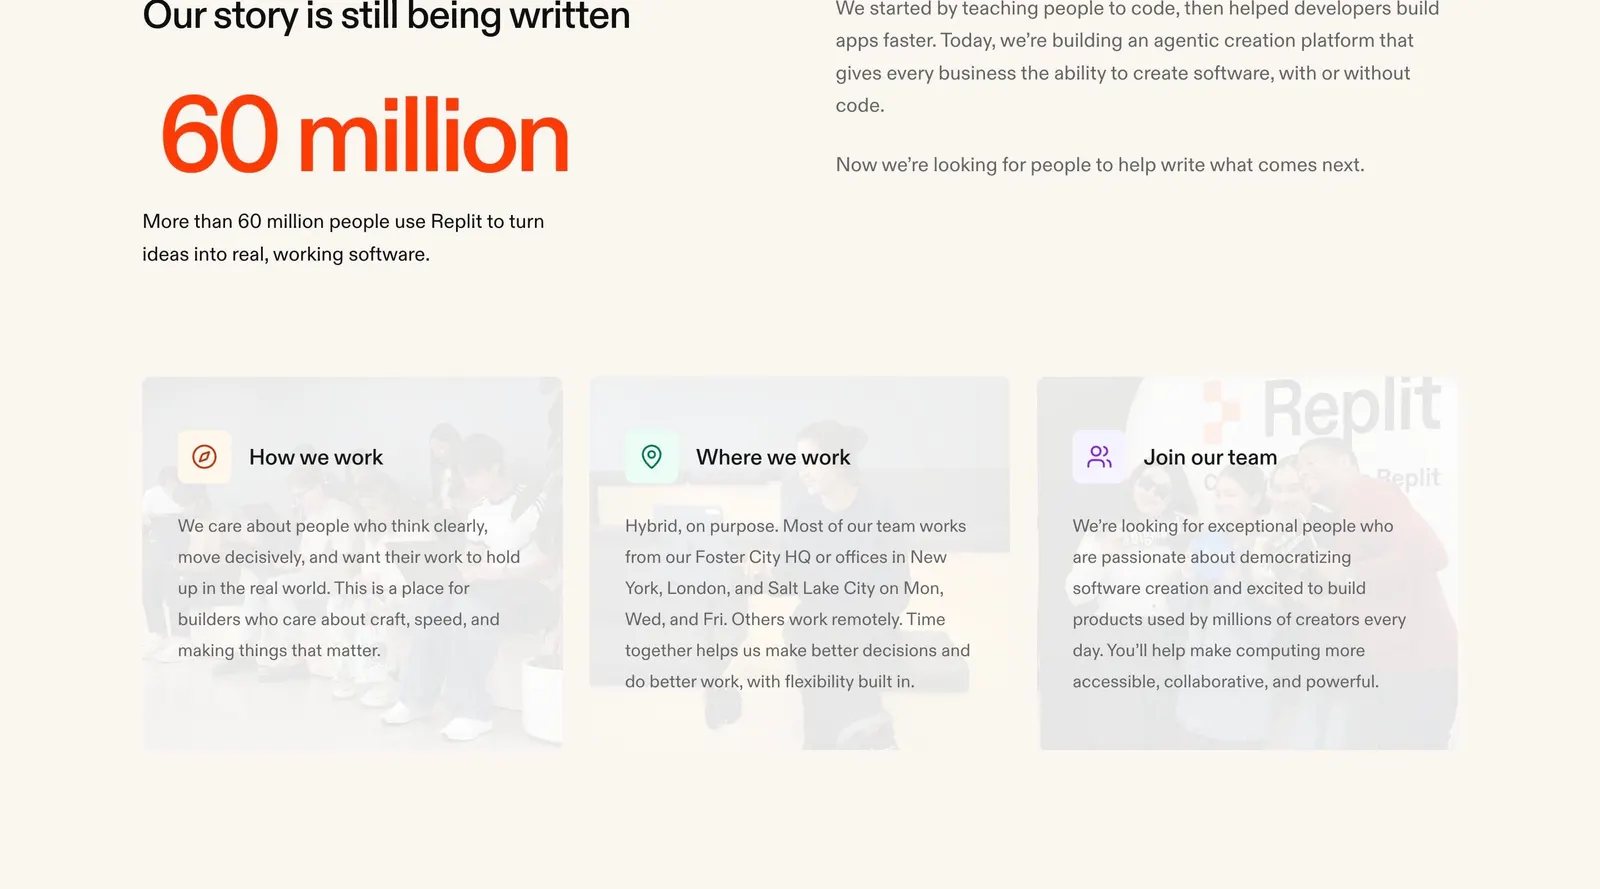 Our story is still being written
60 million
More than 60 million people use Replit to turn
ideas into real, working software.
We started by teaching people to code, then helped developers build
apps faster. Today, we’re building an agentic creation platform that
gives every business the ability to create software, with or without
code.
Now we’re looking for people to help write what comes next.
How we work
We care about people who think clearly,
move decisively, and want their work to hold
up in the real world. This is a place for
builders who care about craft, speed, and
making things that matter.
Where we work
Hybrid, on purpose. Most of our team works
from our Foster City HQ or offices in New
York, London, and Salt Lake City on Mon,
Wed, and Fri. Others work remotely. Time
together helps us make better decisions and
do better work, with flexibility built in.
Replit
Replit
Join our team
We’re looking for exceptional people who
are passionate about democratizing
software creation and excited to build
products used by millions of creators every
day. You’ll help make computing more
accessible, collaborative, and powerful.